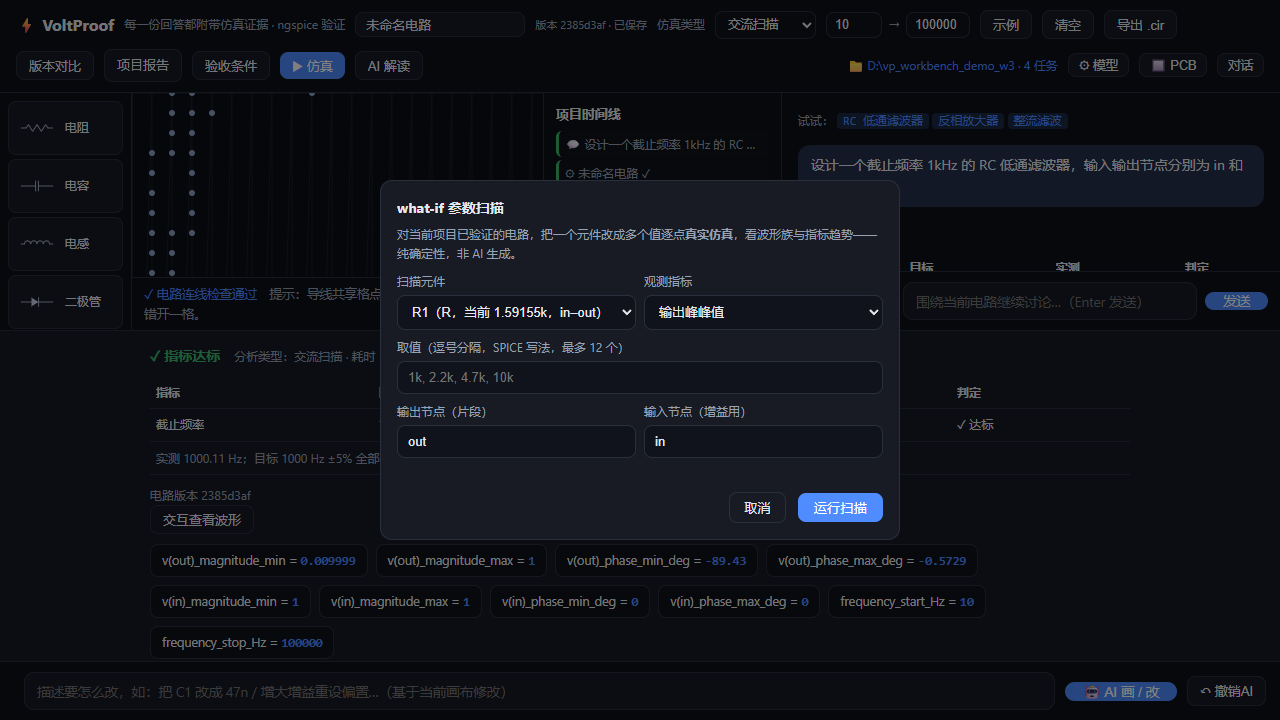 VoltProof 每一份回答都附带仿真证据 · ngspice 验证 未命名电路 版本 2385d3af · 已保存 仿真类型 交流扫描 10 → 100000 示例 清空 导出 .cir
版本对比 项目报告 验收条件 ▶ 仿真 AI 解读 D:\vp_workbench_demo_w3 · 4 任务 ⚙ 模型 PCB 对话
电阻
电容
电感
二极管
项目时间线
设计一个截止频率 1kHz 的 RC ...
⊙ 未命名电路 ✓
试试： RC 低通滤波器 反相放大器 整流滤波
设计一个截止频率 1kHz 的 RC 低通滤波器，输入输出节点分别为 in 和
目标 实测 判定
✓ 电路连线检查通过 提示：导线共享格点
错开一格。
围绕当前电路继续讨论...（Enter 发送） 发送
what-if 参数扫描
对当前项目已验证的电路，把一个元件改成多个值逐点真实仿真，看波形族与指标趋势——
纯确定性，非 AI 生成。
扫描元件 观测指标
R1（R，当前 1.59155k，in–out） 输出峰峰值
取值（逗号分隔，SPICE 写法，最多 12 个）
1k, 2.2k, 4.7k, 10k
输出节点（片段） 输入节点（增益用）
out in
取消 运行扫描
✓ 指标达标 分析类型：交流扫描 · 耗时
指标 判定
截止频率 ✓ 达标
实测 1000.11 Hz；目标 1000 Hz ±5% 全部
电路版本 2385d3af
交互查看波形
v(out)_magnitude_min = 0.009999 v(out)_magnitude_max = 1 v(out)_phase_min_deg = -89.43 v(out)_phase_max_deg = -0.5729
v(in)_magnitude_min = 1 v(in)_magnitude_max = 1 v(in)_phase_min_deg = 0 v(in)_phase_max_deg = 0 frequency_start_Hz = 10
frequency_stop_Hz = 100000
描述要怎么改，如：把 C1 改成 47n / 增大增益重设偏置...（基于当前画布修改） AI 画 / 改 ↶ 撤销AI